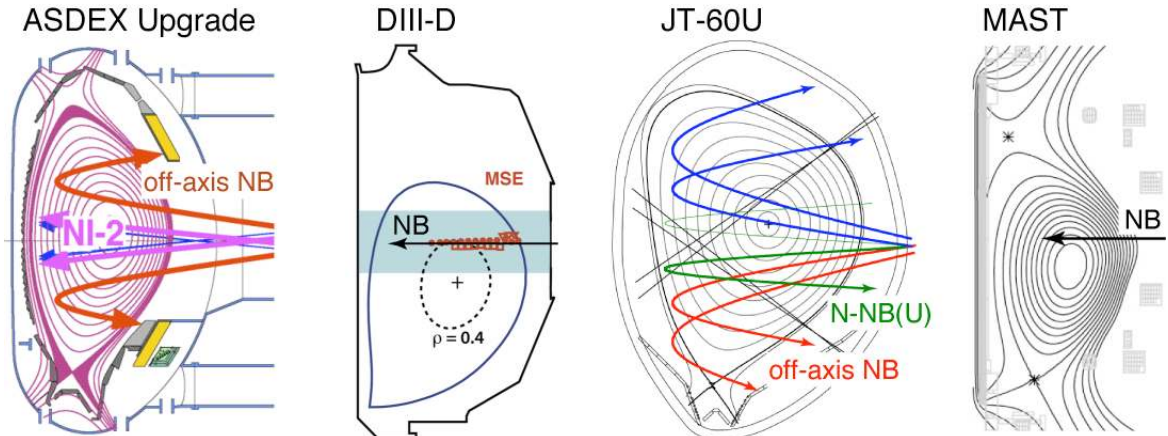 ASDEX Upgrade
DIII-D
JT-60U
MAST
off-axis NB
NI-2
MSE
NB
ρ = 0.4
N-NB(U)
off-axis NB
NB